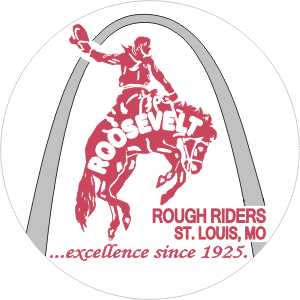 ROOSEVELT
ROUGH RIDERS
ST. LOUIS, MO
...excellence since 1925.